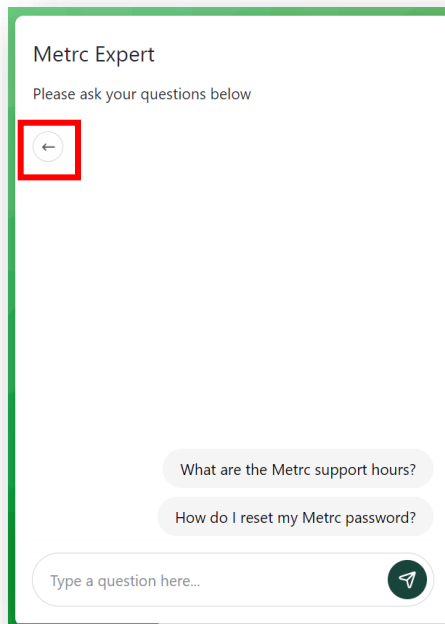 Metrc Expert
Please ask your questions below
What are the Metrc support hours?
How do I reset my Metrc password?
Type a question here...